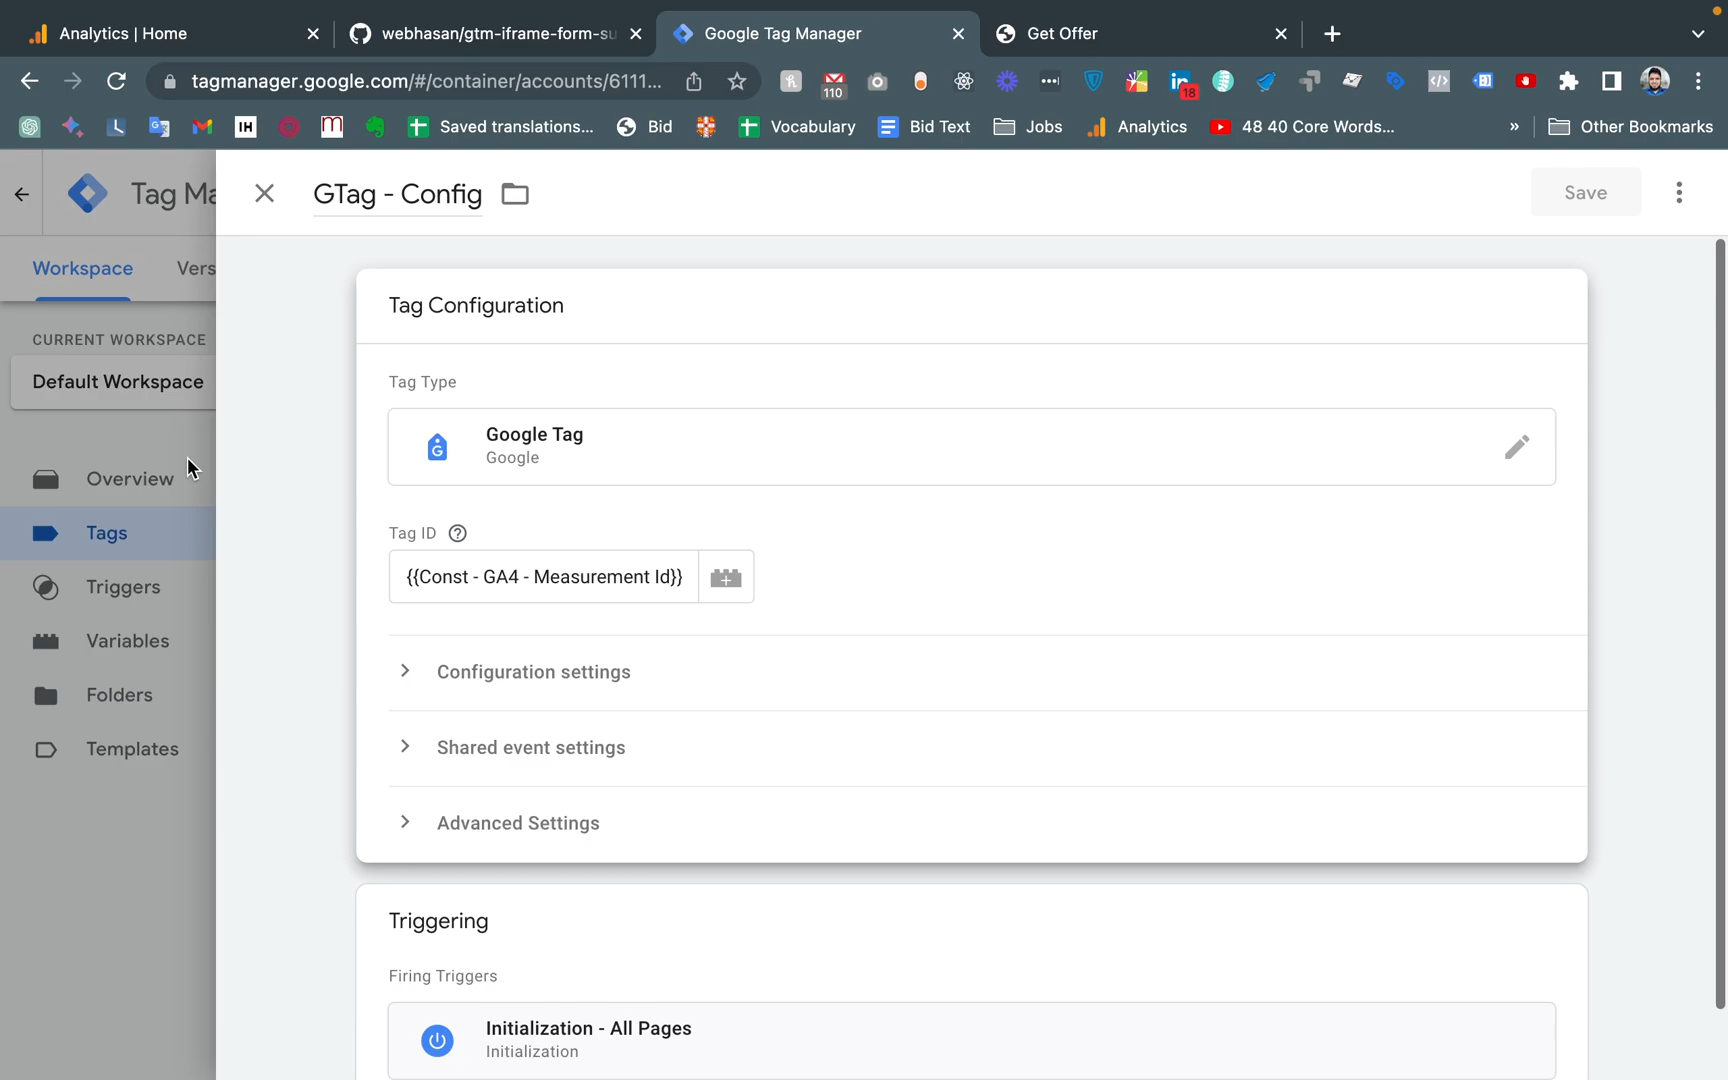 Analytics | Home
webhasan/gtm-iframe-form-su
Google Tag Manager
Get Offer
tagmanager.google.com/#/container/accounts/6111...
110
18
Saved translations...
Bid
Vocabulary
Bid Text
Jobs
Analytics
48 40 Core Words...
»
Other Bookmarks
Tag Ma
GTag - Config
Save
Workspace
Vers
CURRENT WORKSPACE
Default Workspace
Overview
Tags
Triggers
Variables
Folders
Templates
Tag Configuration
Tag Type
Google Tag
Google
Tag ID
{{Const - GA4 - Measurement Id}}
Configuration settings
Shared event settings
Advanced Settings
Triggering
Firing Triggers
Initialization - All Pages
Initialization